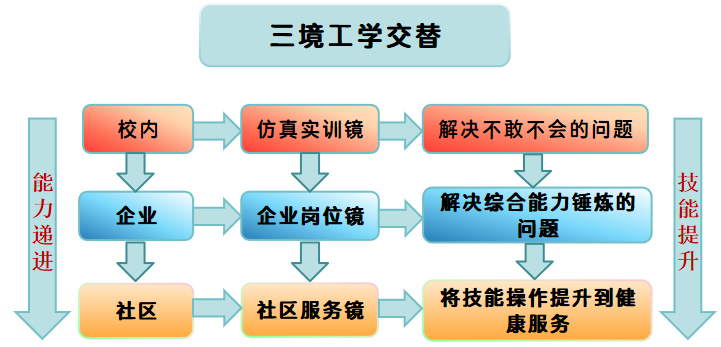 三境工学交替
校内
仿真实训镜
解决不敢不会的问题
企业
企业岗位镜
解决综合能力锤炼的
问题
社区
社区服务镜
将技能操作提升到健
康服务
能力递进
技能提升